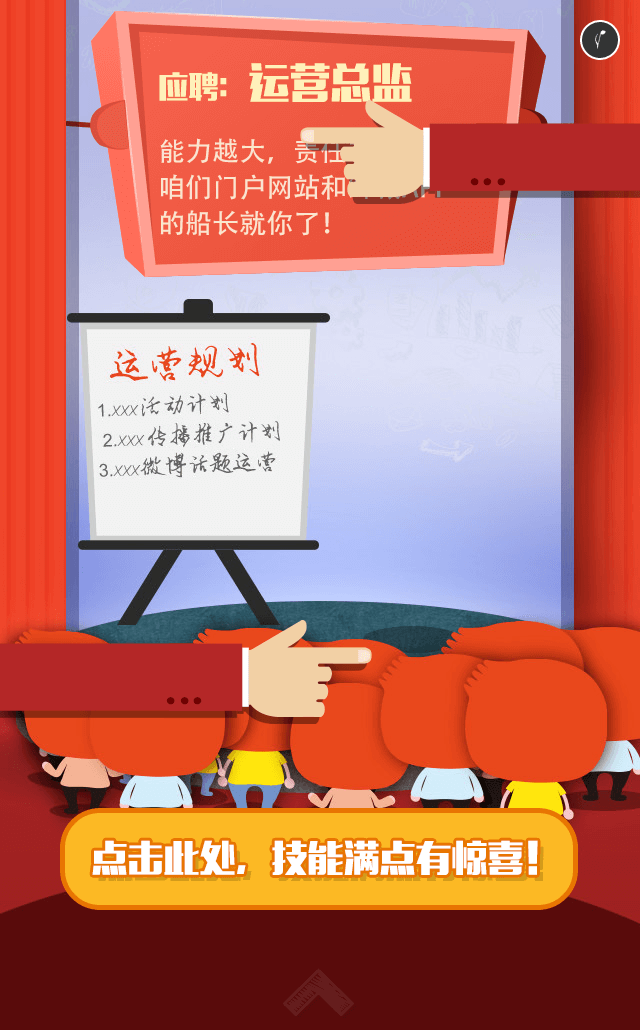 应聘：运营总监
能力越大，责任
咱们门户网站和
的船长就你了！
运营规划
1.xxx活动计划
2.xxx传播推广计划
3.xxx微博话题运营
点击此处，技能满点有惊喜！